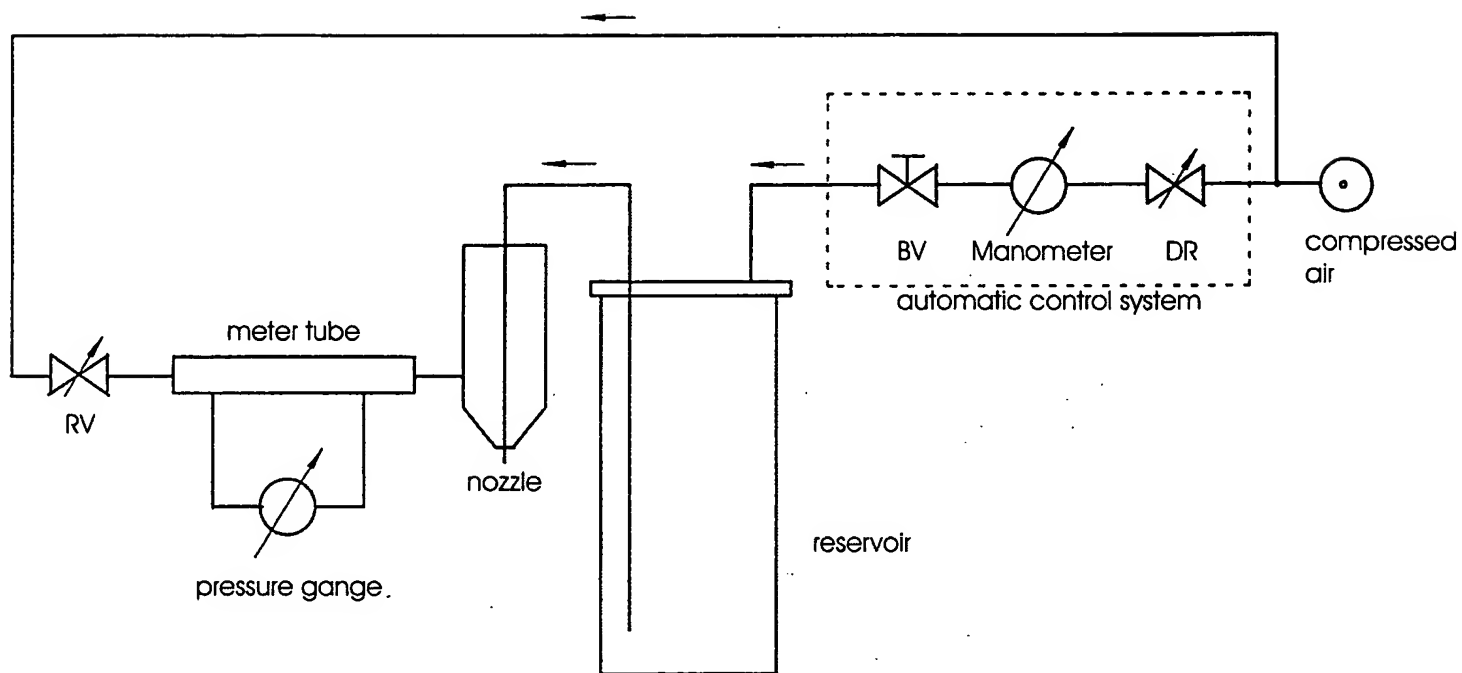 BV
Manometer
DR
compressed
air
automatic control system
meter tube
RV
nozzle
reservoir
pressure gange.